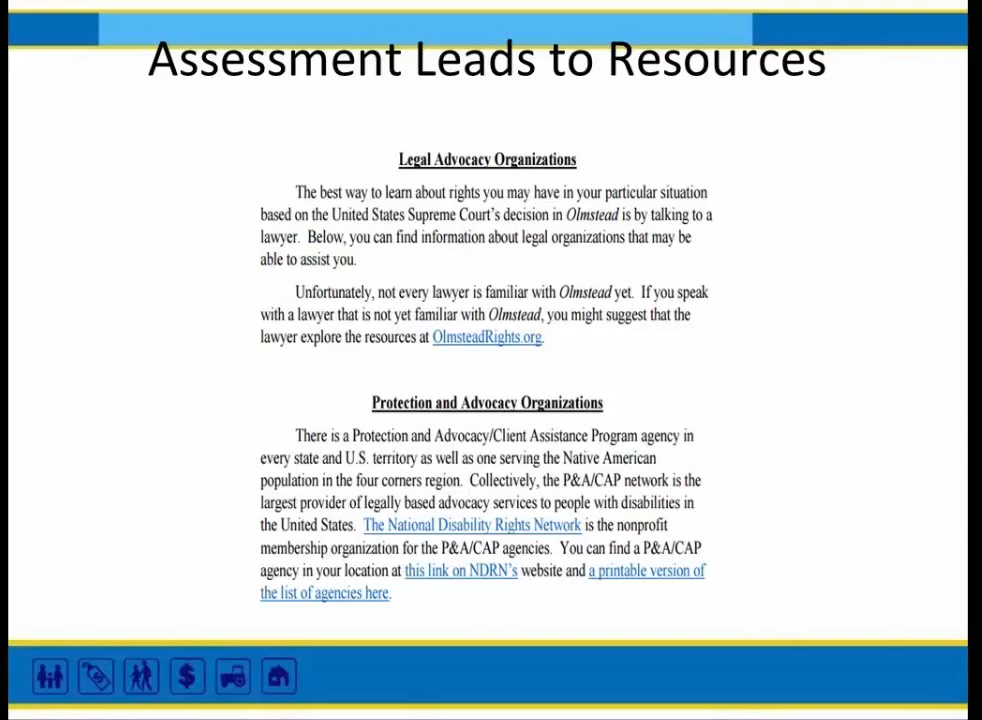 Assessment Leads to Resources
Legal Advocacy Organizations
The best way to learn about rights you may have in your particular situation
based on the United States Supreme Court's decision in Olmstead is by talking to a
lawyer. Below, you can find information about legal organizations that may be
able to assist you.
Unfortunately, not every lawyer is familiar with Olmstead yet. If you speak
with a lawyer that is not yet familiar with Olmstead, you might suggest that the
lawyer explore the resources at OlmsteadRights.org.
Protection and Advocacy Organizations
There is a Protection and Advocacy/Client Assistance Program agency in
every state and U.S. territory as well as one serving the Native American
population in the four corners region. Collectively, the P&A/CAP network is the
largest provider of legally based advocacy services to people with disabilities in
the United States. The National Disability Rights Network is the nonprofit
membership organization for the P&A/CAP agencies. You can find a P&A/CAP
agency in your location at this link on NDRN's website and a printable version of
the list of agencies here.
$